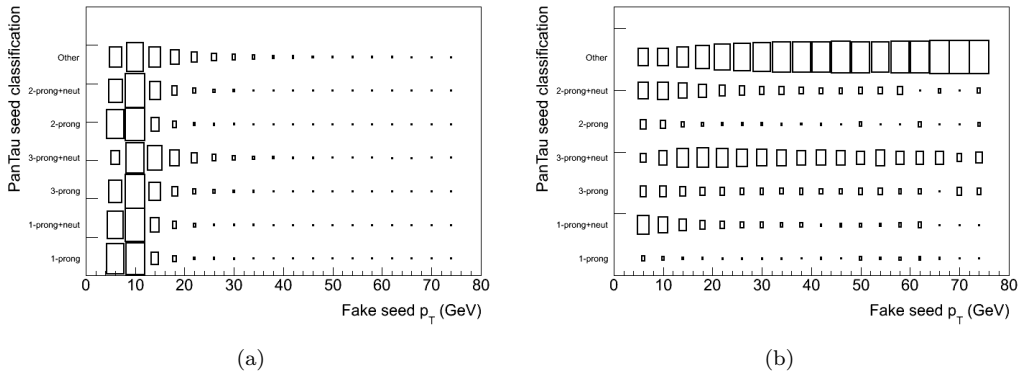 PanTau seed classification
Other
2-prong+neut
2-prong
3-prong+neut
3-prong
1-prong+neut
1-prong
0 10 20 30 40 50 60 70 80
Fake seed p_T (GeV)
(a)
PanTau seed classification
Other
2-prong+neut
2-prong
3-prong+neut
3-prong
1-prong+neut
1-prong
0 10 20 30 40 50 60 70 80
Fake seed p_T (GeV)
(b)